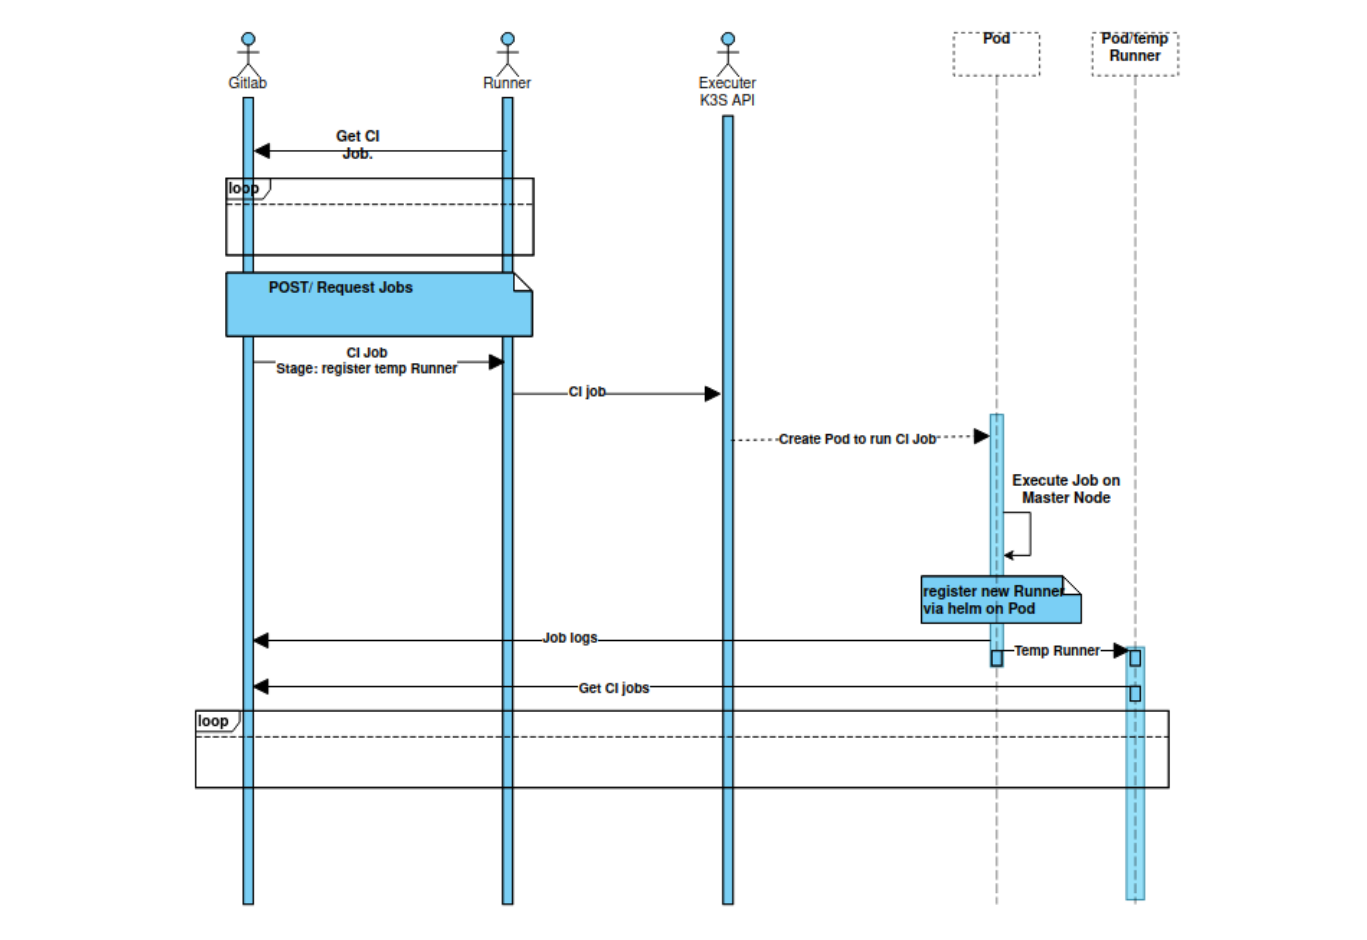 Gitlab
Runner
Executer
K3S API
Pod
Pod/temp
Runner
Get CI
Job.
loop
POST/ Request Jobs
CI Job
Stage: register temp Runner
CI job
Create Pod to run CI Job
Execute Job on
Master Node
register new Runner
via helm on Pod
Job logs
Temp Runner
Get CI jobs
loop